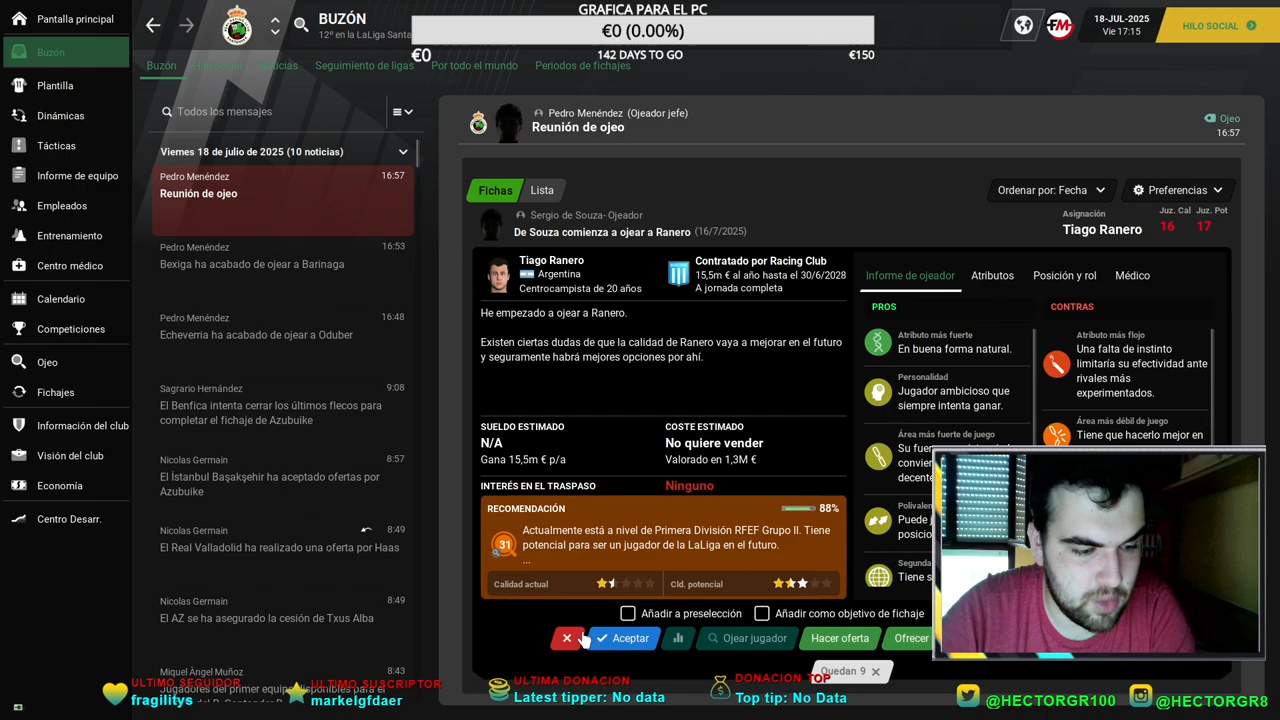 Pantalla principal
Buzón
Plantilla
Dinámicas
Tácticas
Informe de equipo
Empleados
Entrenamiento
Centro médico
Calendario
Competiciones
Ojeo
Fichajes
Información del club
Visión del club
Economía
Centro Desarr.
BUZÓN
12º en la LaLiga Santa
GRAFICA PARA EL PC
€0 (0.00%)
€0
142 DAYS TO GO
€150
18-JUL-2025
Vie 17:15
HILO SOCIAL
Buzón
Noticias
Seguimiento de ligas
Por todo el mundo
Periodos de fichajes
Todos los mensajes
Viernes 18 de julio de 2025 (10 noticias)
Pedro Menéndez
16:57
Reunión de ojeo
Pedro Menéndez
16:53
Bexiga ha acabado de ojear a Barinaga
Pedro Menéndez
16:48
Echeverria ha acabado de ojear a Oduber
Sagrario Hernández
9:08
El Benfica intenta cerrar los últimos flecos para
completar el fichaje de Azubuike
Nicolas Germain
8:57
El İstanbul Başakşehir ha aceptado ofertas por
Azubuike
Nicolas Germain
8:49
El Real Valladolid ha realizado una oferta por Haas
Nicolas Germain
8:49
El AZ se ha asegurado la cesión de Txus Alba
Miquel Àngel Muñoz
8:43
Jugadores del primer equipo
Pedro Menéndez (Ojeador jefe)
Reunión de ojeo
Ojeo
16:57
Fichas
Lista
Ordenar por: Fecha
Preferencias
Sergio de Souza- Ojeador
De Souza comienza a ojear a Ranero (16/7/2025)
Asignación
Tiago Ranero
Juz. Cal
16
Juz. Pot
17
Tiago Ranero
Argentina
Centrocampista de 20 años
Contratado por Racing Club
15,5m € al año hasta el 30/6/2028
A jornada completa
He empezado a ojear a Ranero.
Existen ciertas dudas de que la calidad de Ranero vaya a mejorar en el futuro
y seguramente habrá mejores opciones por ahí.
SUELDO ESTIMADO
N/A
Gana 15,5m € p/a
COSTE ESTIMADO
No quiere vender
Valorado en 1,3M €
INTERÉS EN EL TRASPASO
Ninguno
RECOMENDACIÓN
88%
31
Actualmente está a nivel de Primera División RFEF Grupo II. Tiene
potencial para ser un jugador de la LaLiga en el futuro.
...
Calidad actual
Cld. potencial
Informe de ojeador
Atributos
Posición y rol
Médico
PROS
Atributo más fuerte
En buena forma natural.
Personalidad
Jugador ambicioso que
siempre intenta ganar.
Área más fuerte de juego
Su fue
convier
decente
Polivalen
Puede j
posicio
Segunda
Tiene s
CONTRAS
Atributo más flojo
Una falta de instinto
limitaría su efectividad ante
rivales más
experimentados.
Área más débil de juego
Tiene que hacerlo mejor en
Añadir a preselección
Añadir como objetivo de fichaje
Aceptar
Ojear jugador
Hacer oferta
Ofrecer
Quedan 9
ULTIMO SEGUIDOR
fragilitys
ULTIMO SUSCRIPTOR
markelgfdaer
ULTIMA DONACION
Latest tipper: No data
DONACION TOP
Top tip: No Data
@HECTORGR100
@HECTORGR8